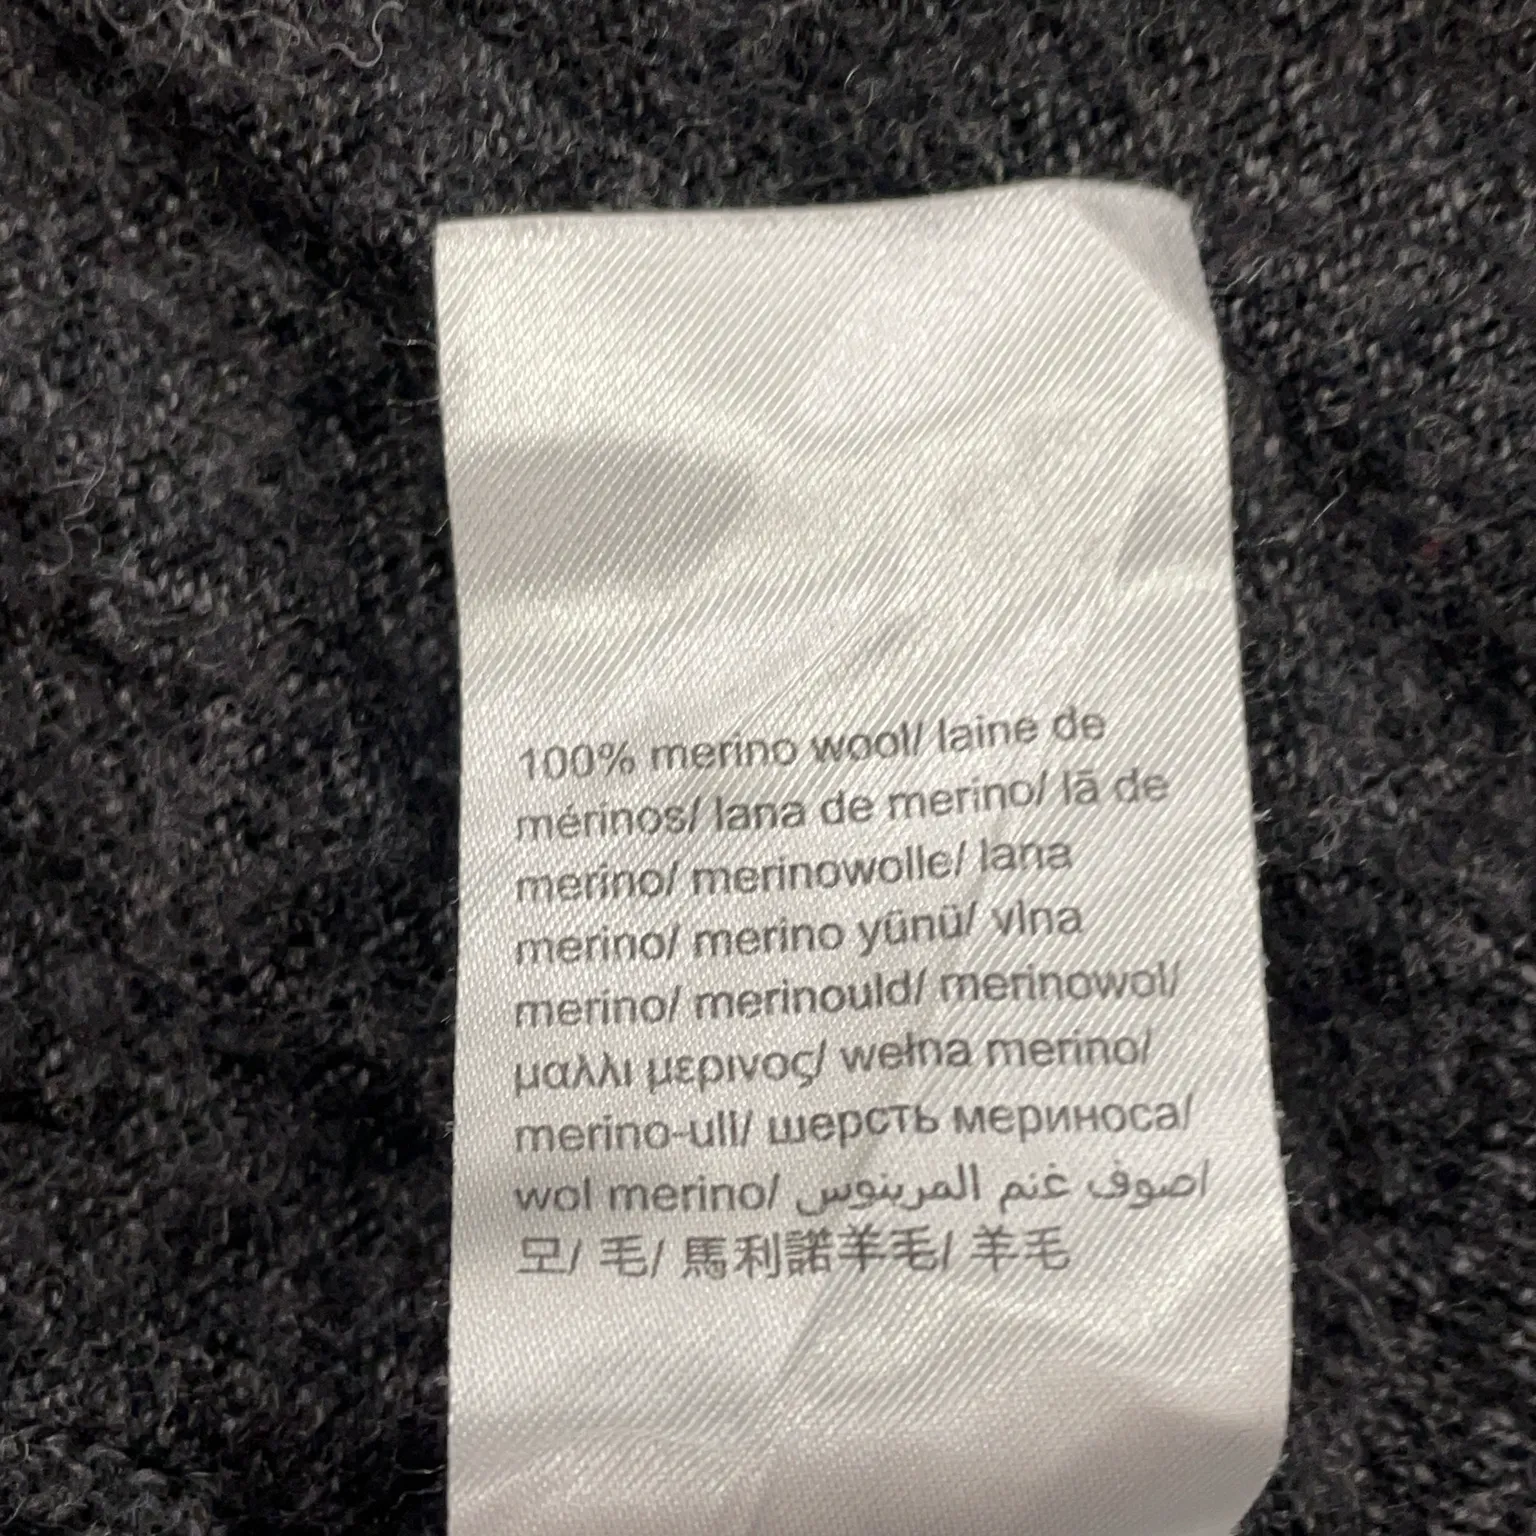 100% merino wool/ laine de
mérinos/ lana de merino/ lã de
merino/ merinowolle/ lana
merino/ merino yünü/ vlna
merino/ merinould/ merinowol/
μαλλι μερινος/ wełna merino/
merino-ull/ шерсть мериноса/
wol merino/ صوف غنم المرينوس/
모/ 毛/ 馬利諾羊毛/ 羊毛